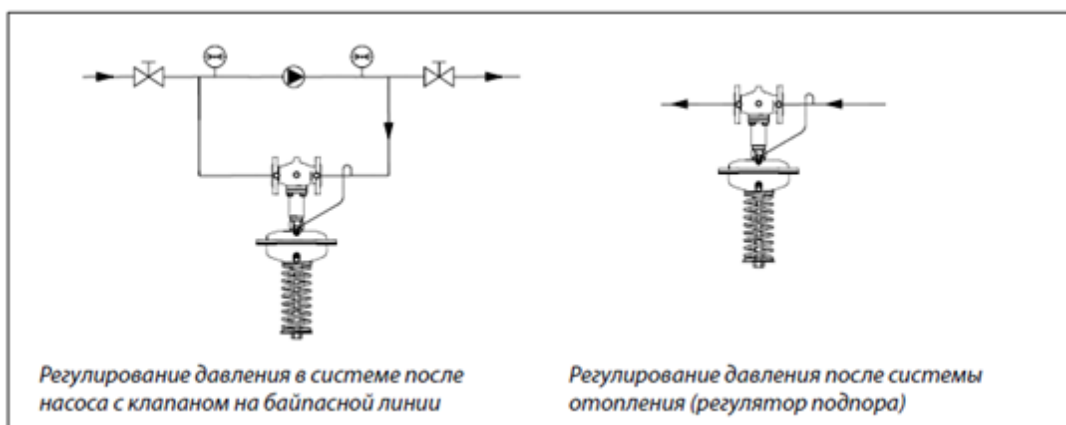 Регулирование давления в системе после
насоса с клапаном на байпасной линии
Регулирование давления после системы
отопления (регулятор подпора)